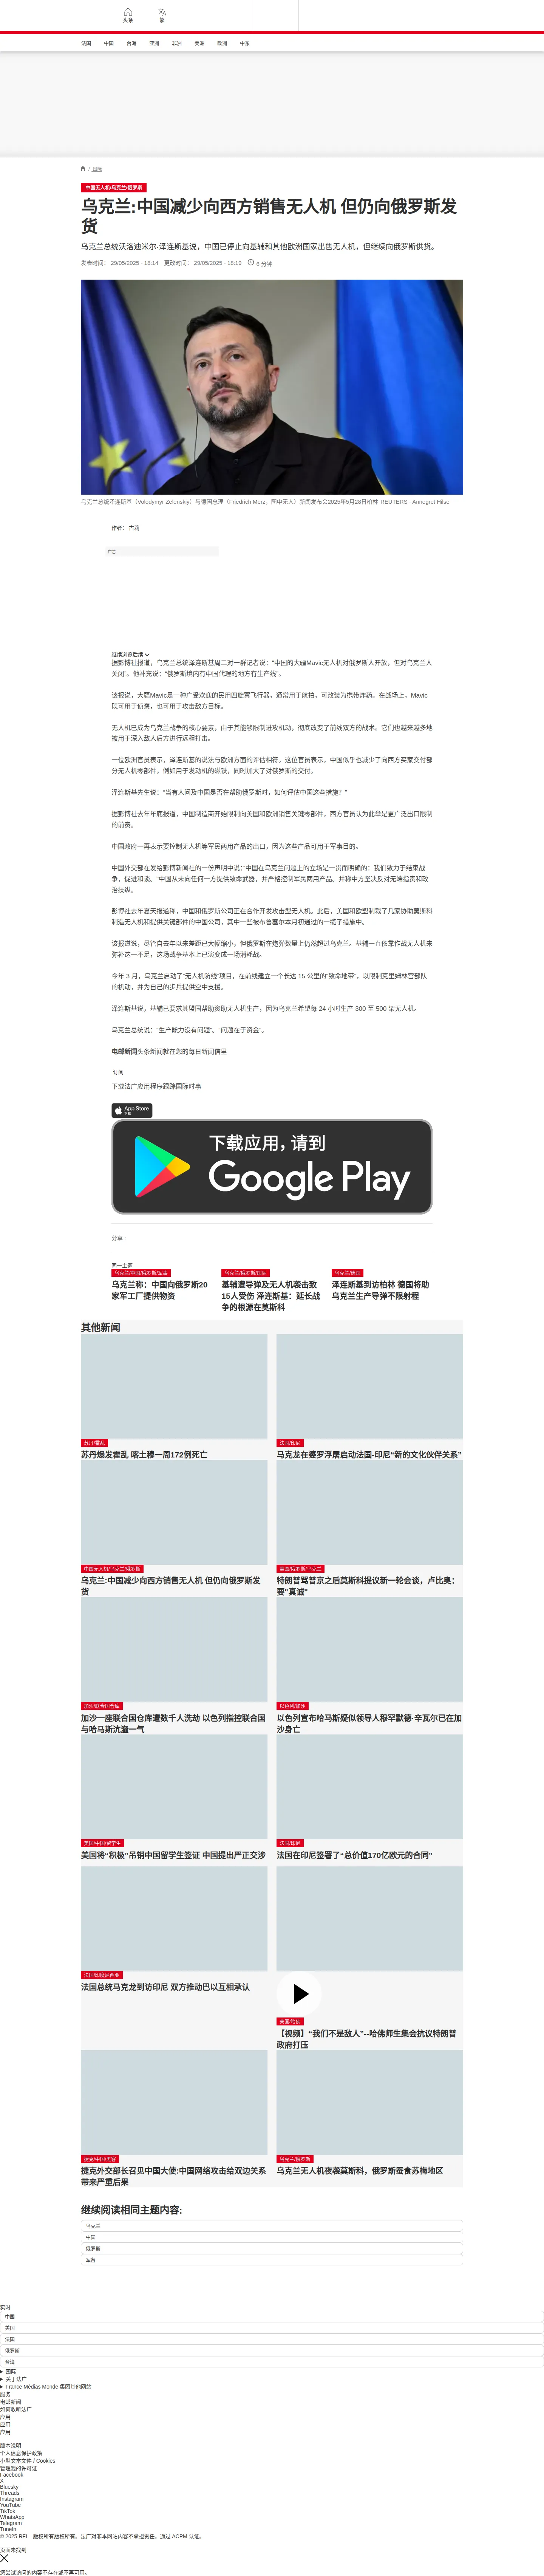 头条
繁
法国 中国 台海 亚洲 非洲 美洲 欧洲 中东
/ 国际
中国无人机/乌克兰/俄罗斯
乌克兰:中国减少向西方销售无人机 但仍向俄罗斯发
货
乌克兰总统沃洛迪米尔·泽连斯基说，中国已停止向基辅和其他欧洲国家出售无人机，但继续向俄罗斯供货。
发表时间： 29/05/2025 - 16:14 更改时间： 29/05/2025 - 16:19 6 分钟
乌克兰总统泽连斯基（Volodymyr Zelenskiy）与德国总理（Friedrich Merz。图中无人）新闻发布会2025年5月28日柏林 REUTERS - Annegret Hilse
作者： 古莉
广告
继续浏览后续
据彭博社报道，乌克兰总统泽连斯基周二对一群记者说：“中国的大疆Mavic无人机对俄罗斯人开放，但对乌克兰人
关闭”。他补充说：“俄罗斯境内有中国代理的地方有生产线”。
该报说，大疆Mavic是一种广受欢迎的民用四旋翼飞行器，通常用于航拍，可改装为携带炸药。在战场上，Mavic
既可用于侦察，也可用于攻击敌方目标。
无人机已成为乌克兰战争的核心要素，由于其能够限制进攻机动，彻底改变了前线双方的战术。它们也越来越多地
被用于深入敌人后方进行远程打击。
一位欧洲官员表示，泽连斯基的说法与欧洲方面的评估相符。这位官员表示，中国似乎也减少了向西方买家交付部
分无人机零部件，例如用于发动机的磁铁，同时加大了对俄罗斯的交付。
泽连斯基先生说：“当有人问及中国是否在帮助俄罗斯时，如何评估中国这些措施？”
据彭博社去年年底报道，中国制造商开始限制向美国和欧洲销售关键零部件，西方官员认为此举是更广泛出口限制
的前奏。
中国政府一再表示要控制无人机等军民两用产品的出口，因为这些产品可用于军事目的。
中国外交部在发给彭博新闻社的一份声明中说：“中国在乌克兰问题上的立场是一贯而明确的：我们致力于结束战
争，促进和谈。”中国从未向任何一方提供致命武器，并严格控制军民两用产品。并称中方坚决反对无端指责和政
治操纵。
彭博社去年夏天报道称，中国和俄罗斯公司正在合作开发攻击型无人机。此后，美国和欧盟制裁了几家协助莫斯科
制造无人机和提供关键部件的中国公司，其中一些被布鲁塞尔本月初通过的一揽子措施中。
该报道说，尽管自去年以来差距已大幅缩小，但俄罗斯在炮弹数量上仍然超过乌克兰。基辅一直依靠作战无人机来
弥补这一不足，这场战争基本上已演变成一场消耗战。
今年 3 月，乌克兰启动了“无人机防线”项目，在前线建立一个长达 15 公里的“致命地带”，以限制克里姆林宫部队
的机动，并为自己的步兵提供空中支援。
泽连斯基说，基辅已要求其盟国帮助资助无人机生产，因为乌克兰希望每 24 小时生产 300 至 500 架无人机。
乌克兰总统说：“生产能力没有问题”。“问题在于资金”。
电邮新闻头条新闻就在您的每日新闻信里
订阅
下载法广应用程序跟踪国际时事
App Store
下载
下载应用，请到
Google Play
分享 :
同一主题
乌克兰/中国/俄罗斯/军事
乌克兰称：中国向俄罗斯20
家军工厂提供物资
乌克兰/俄罗斯/国际
基辅遭导弹及无人机袭击致
15人受伤 泽连斯基：延长战
争的根源在莫斯科
乌克兰/德国
泽连斯基到访柏林 德国将助
乌克兰生产导弹不限射程
其他新闻
苏丹/霍乱
苏丹爆发霍乱 喀土穆一周172例死亡
法国/印尼
马克龙在婆罗浮屠启动法国-印尼“新的文化伙伴关系”
中国无人机/乌克兰/俄罗斯
乌克兰:中国减少向西方销售无人机 但仍向俄罗斯发
货
美国/俄罗斯/乌克兰
特朗普骂普京之后莫斯科提议新一轮会谈，卢比奥：
要"真诚"
加沙/联合国仓库
加沙一座联合国仓库遭数千人洗劫 以色列指控联合国
与哈马斯沆瀣一气
以色列/加沙
以色列宣布哈马斯疑似领导人穆罕默德·辛瓦尔已在加
沙身亡
美国/中国/留学生
美国将“积极”吊销中国留学生签证 中国提出严正交涉
法国/印尼
法国在印尼签署了“总价值170亿欧元的合同”
法国/印度尼西亚
法国总统马克龙到访印尼 双方推动巴以互相承认
美国/哈佛
【视频】“我们不是敌人”--哈佛师生集会抗议特朗普
政府打压
捷克/中国/黑客
捷克外交部长召见中国大使:中国网络攻击给双边关系
带来严重后果
乌克兰/俄罗斯
乌克兰无人机夜袭莫斯科，俄罗斯蚕食苏梅地区
继续阅读相同主题内容:
乌克兰
中国
俄罗斯
军备
实时
中国
美国
法国
俄罗斯
台湾
国际
关于法广
France Médias Monde 集团其他网站
服务
电邮新闻
如何收听法广
应用
应用
应用
版本说明
个人信息保护政策
小型文本文件 / Cookies
管理我的许可证
Facebook
X
Bluesky
Threads
Instagram
YouTube
TikTok
WhatsApp
Telegram
TuneIn
© 2025 RFI – 版权所有版权所有。法广对非本网站内容不承担责任。通过 ACPM 认证。
页面未找到
您尝试访问的内容不存在或不再可用。